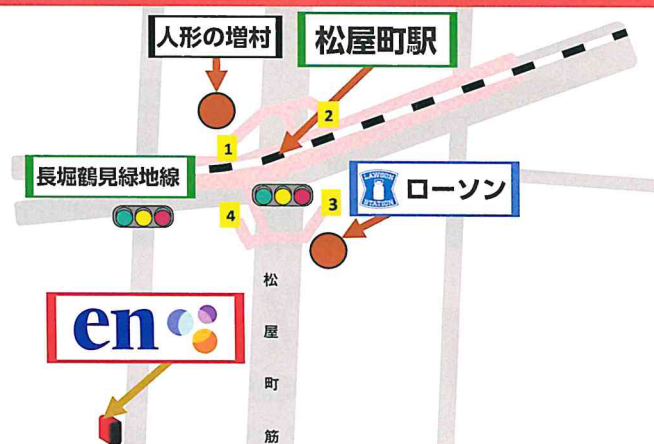 人形の増村
松屋町駅
2
1
長堀鶴見緑地線
LAWSON
STATION
ローソン
4
3
en
松屋町筋